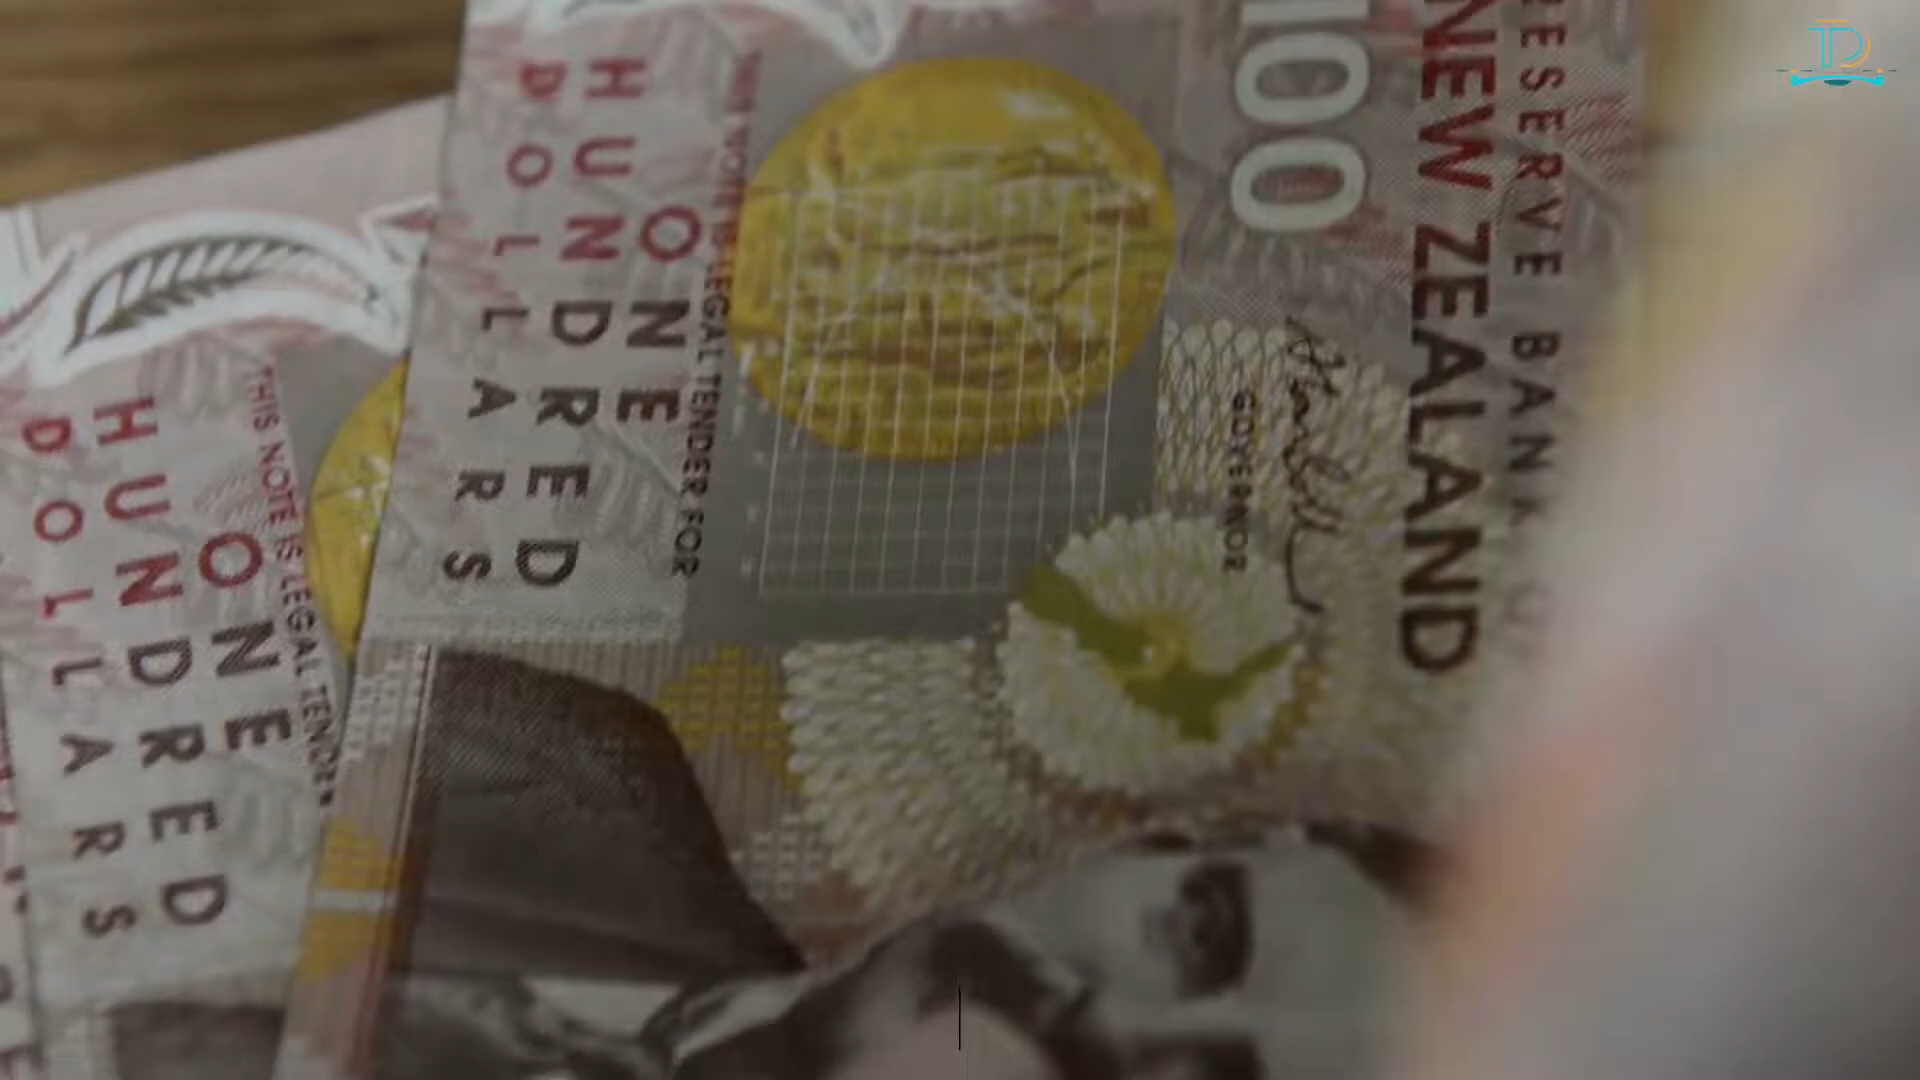 RESERVE BANK
NEW ZEALAND
100
GOVERNOR
THIS NOTE IS LEGAL TENDER FOR
ONE
HUNDRED
DOLLARS
THIS NOTE IS LEGAL TENDER
ONE
HUNDRED
DOLLARS